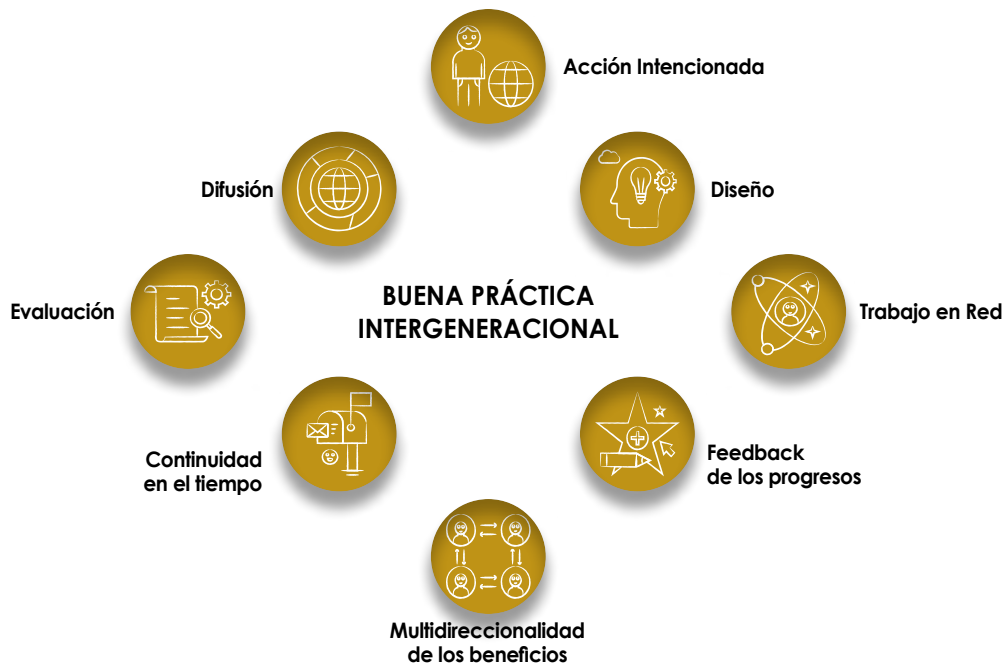 Acción Intencionada
Difusión
Diseño
Evaluación
BUENA PRÁCTICA
INTERGENERACIONAL
Trabajo en Red
Continuidad
en el tiempo
Feedback
de los progresos
Multidireccionalidad
de los beneficios